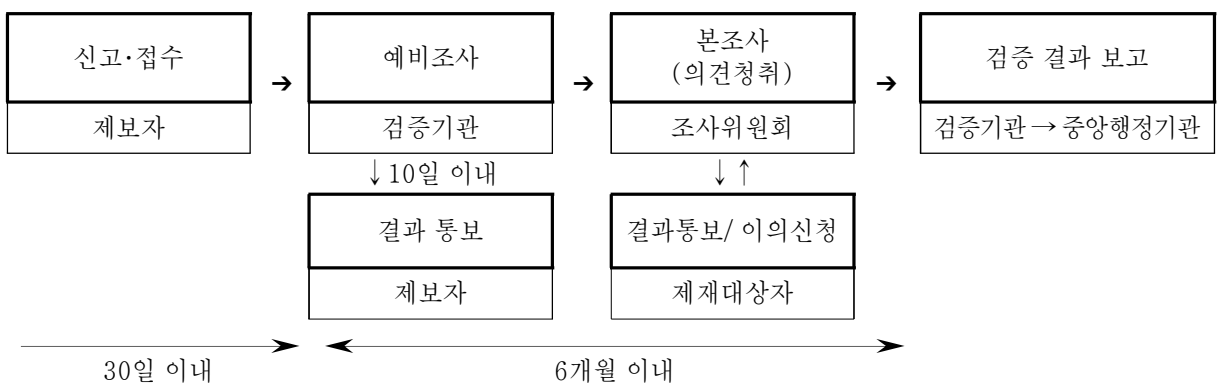 신고·접수
제보자
➔
예비조사
검증기관
➔
본조사
(의견청취)
조사위원회
➔
검증 결과 보고
검증기관 → 중앙행정기관
↓ 10일 이내
↓ ↑
결과 통보
제보자
결과통보/ 이의신청
제재대상자
30일 이내
6개월 이내